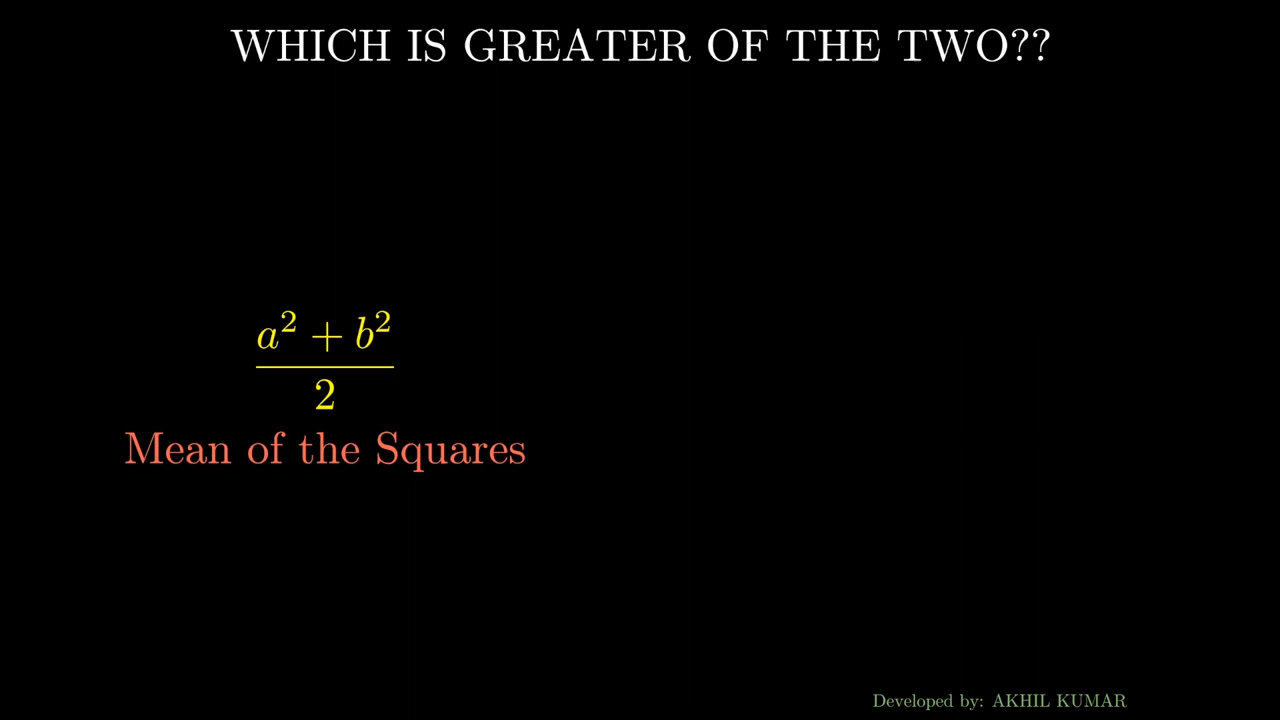 WHICH IS GREATER OF THE TWO??
a² + b²
2
Mean of the Squares
Developed by: AKHIL KUMAR